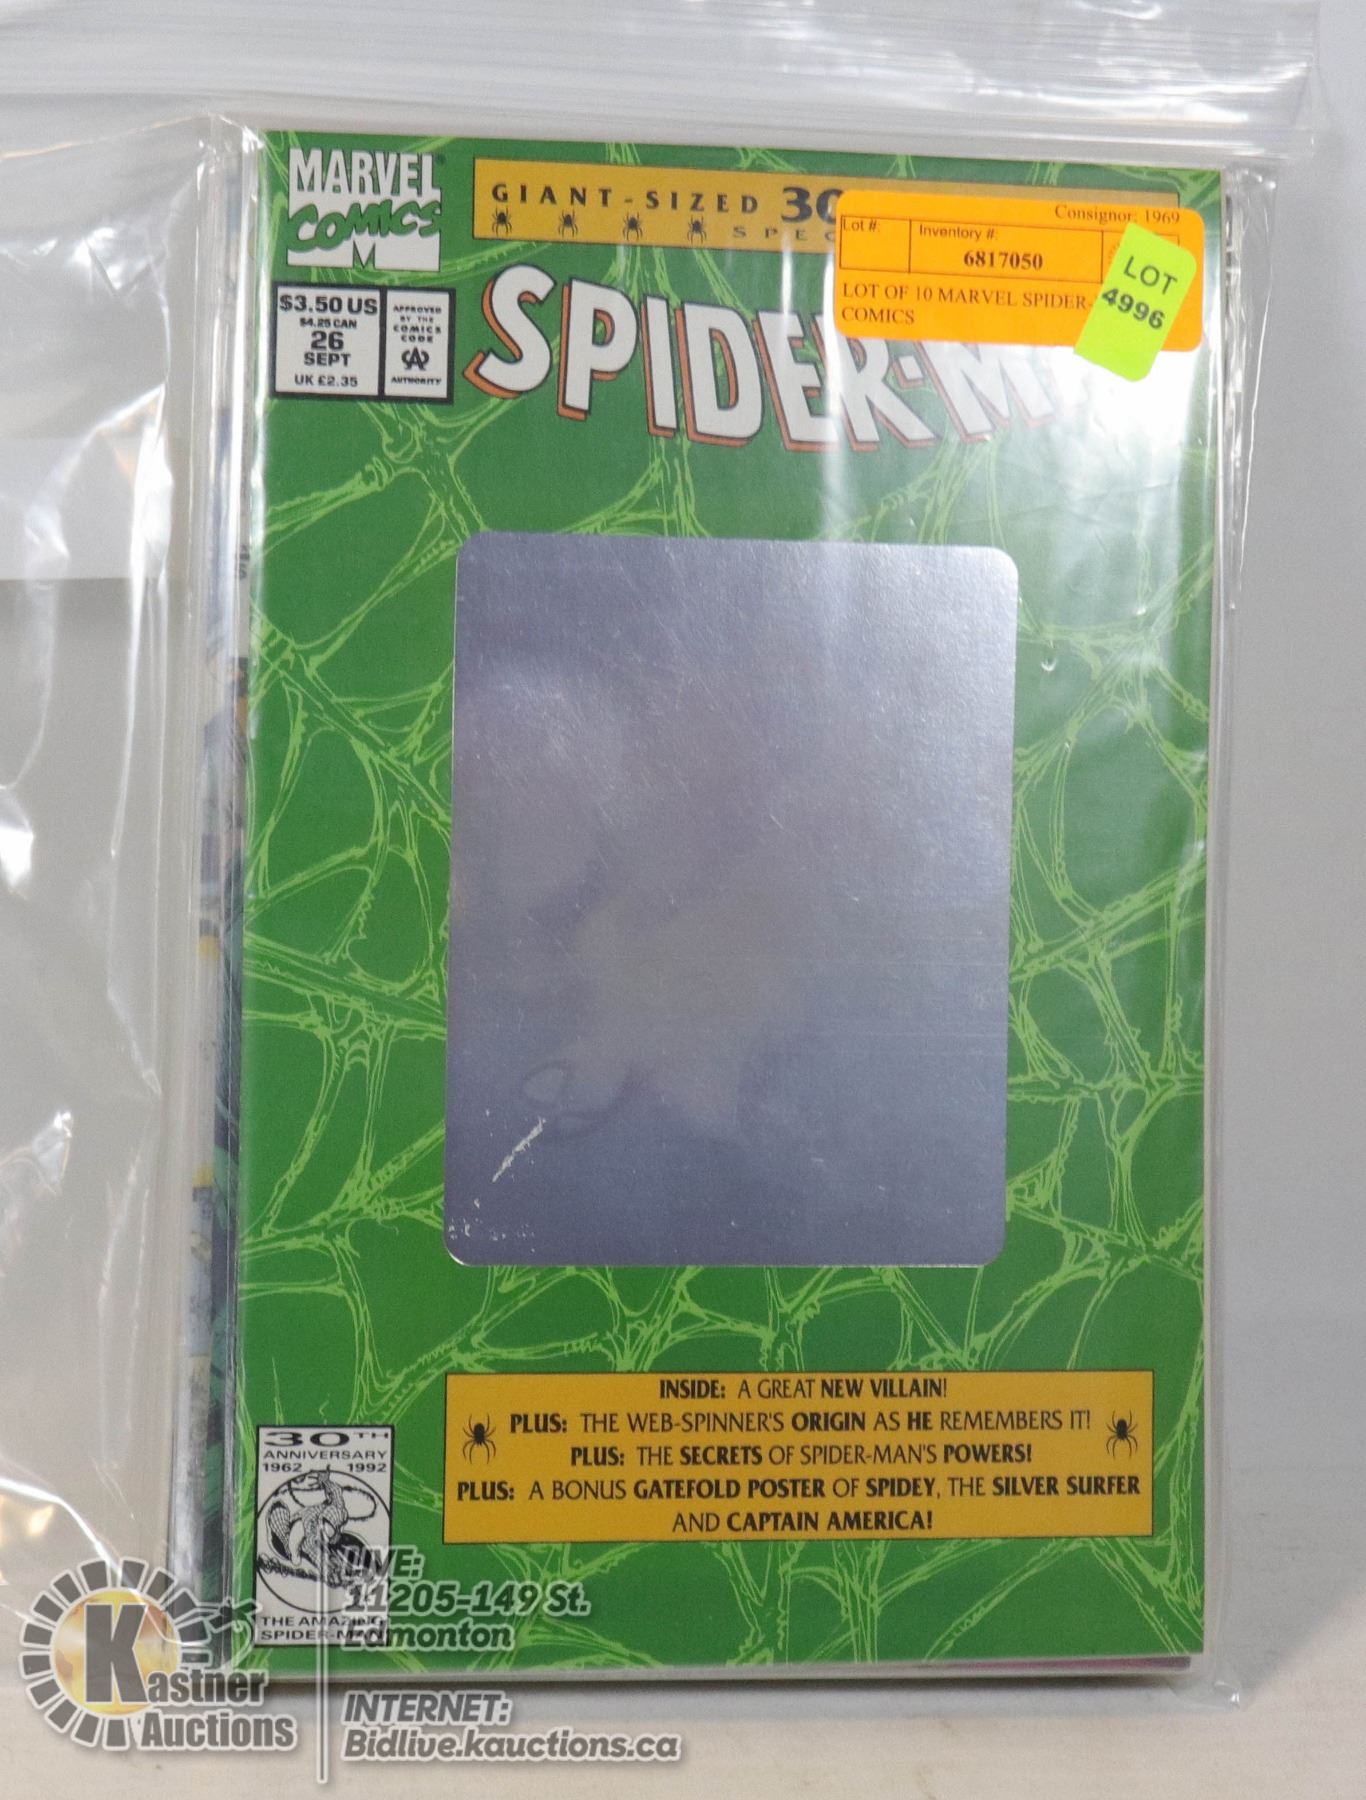 MARVEL
COMICS
M
GIANT-SIZED 30
SPEC
Consignor: 1969
Lot #:
Inventory #:
6817050
LOT OF 10 MARVEL SPIDER-
COMICS
LOT
4996
SPIDER-MA
$3.50 US
$4.25 CAN
26
SEPT
UK £2.35
APPROVED
BY THE
COMICS
CODE
CA
AUTHORITY
INSIDE: A GREAT NEW VILLAIN!
PLUS: THE WEB-SPINNER'S ORIGIN AS HE REMEMBERS IT!
PLUS: THE SECRETS OF SPIDER-MAN'S POWERS!
PLUS: A BONUS GATEFOLD POSTER OF SPIDEY, THE SILVER SURFER
AND CAPTAIN AMERICA!
30TH
ANNIVERSARY
1962 1992
THE AMAZING
SPIDER-MAN
Kastner
Auctions
LIVE:
11205-149 St.
Edmonton
INTERNET:
Bidlive.kauctions.ca